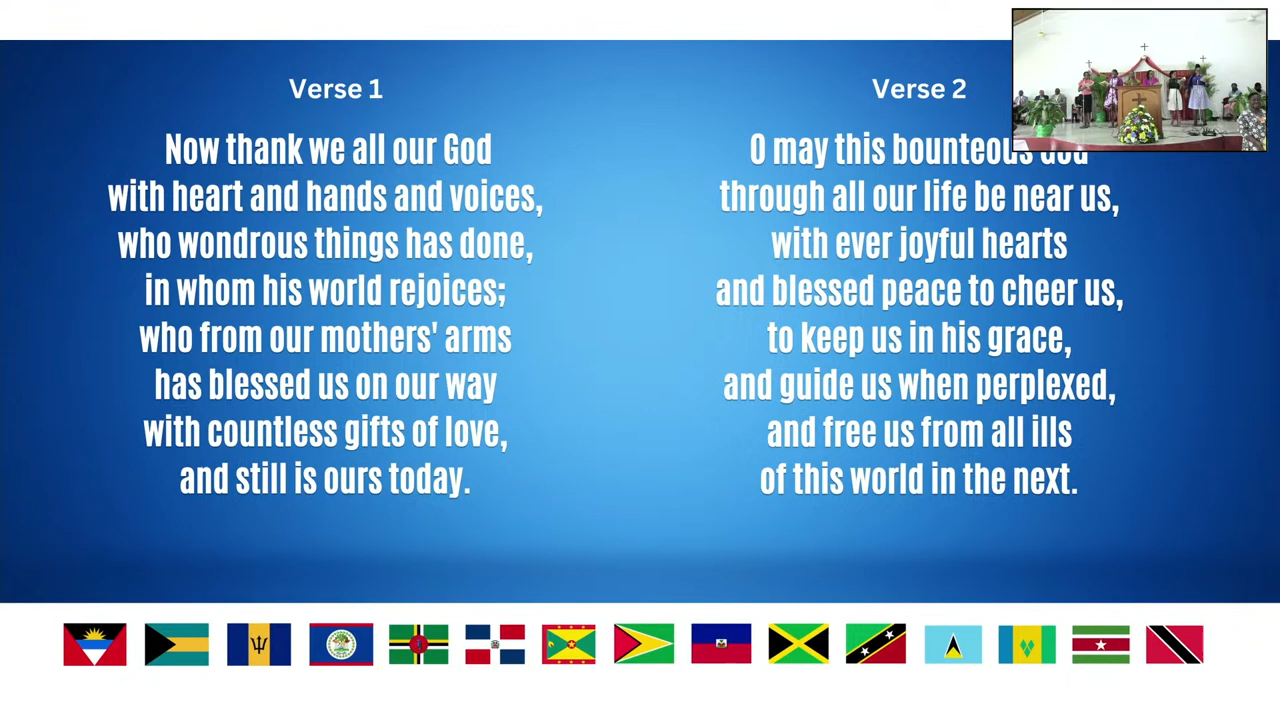 Verse 1
Now thank we all our God
with heart and hands and voices,
who wondrous things has done,
in whom his world rejoices;
who from our mothers' arms
has blessed us on our way
with countless gifts of love,
and still is ours today.
Verse 2
O may this bounteous God
through all our life be near us,
with ever joyful hearts
and blessed peace to cheer us,
to keep us in his grace,
and guide us when perplexed,
and free us from all ills
of this world in the next.